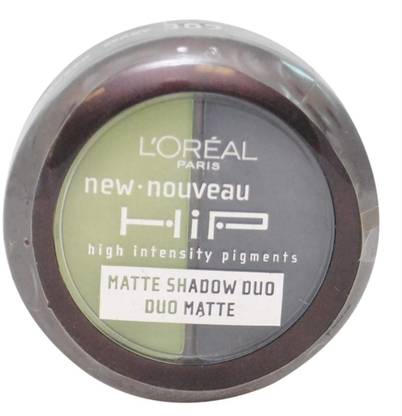 L'ORÉAL
PARIS
new·nouveau
HiP
high intensity pigments
MATTE SHADOW DUO
DUO MATTE